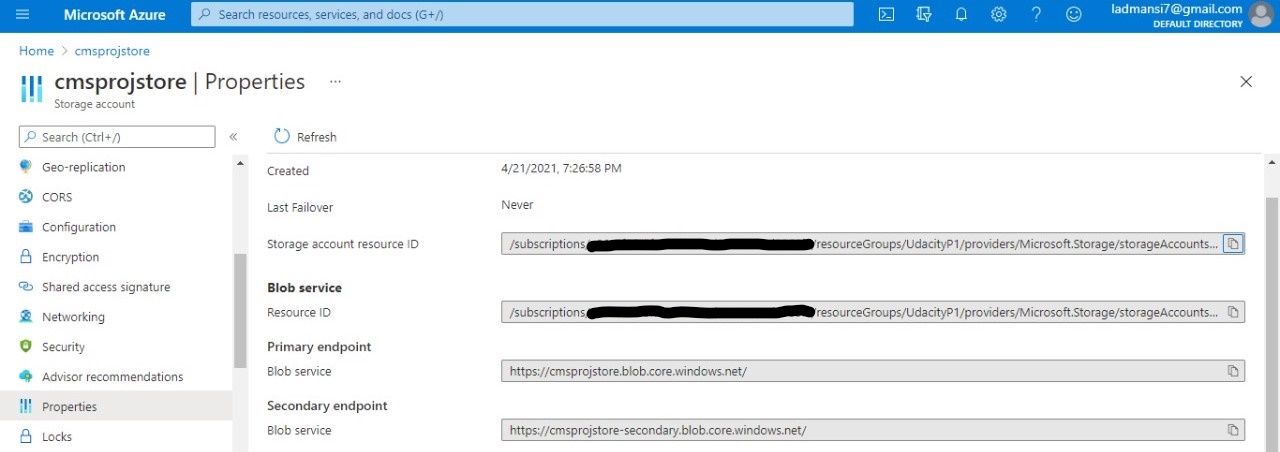 Microsoft Azure
Search resources, services, and docs (G+/)
ladmansi7@gmail.com
DEFAULT DIRECTORY
Home > cmsprojstore
cmsprojstore | Properties ...
Storage account
Search (Ctrl+/)
«
Refresh
Geo-replication
CORS
Configuration
Encryption
Shared access signature
Networking
Security
Advisor recommendations
Properties
Locks
Created 4/21/2021, 7:26:58 PM
Last Failover Never
Storage account resource ID /subscriptions/ /resourceGroups/UdacityP1/providers/Microsoft.Storage/storageAccounts...
Blob service
Resource ID /subscriptions/ /resourceGroups/UdacityP1/providers/Microsoft.Storage/storageAccounts...
Primary endpoint
Blob service https://cmsprojstore.blob.core.windows.net/
Secondary endpoint
Blob service https://cmsprojstore-secondary.blob.core.windows.net/